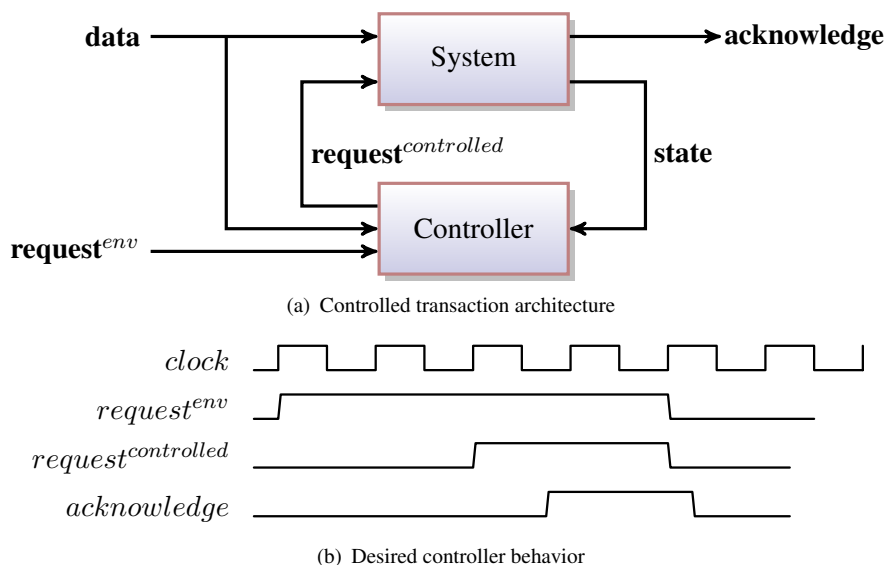 data
System
acknowledge
request^controlled
state
Controller
request^env
(a) Controlled transaction architecture
clock
request^env
request^controlled
acknowledge
(b) Desired controller behavior